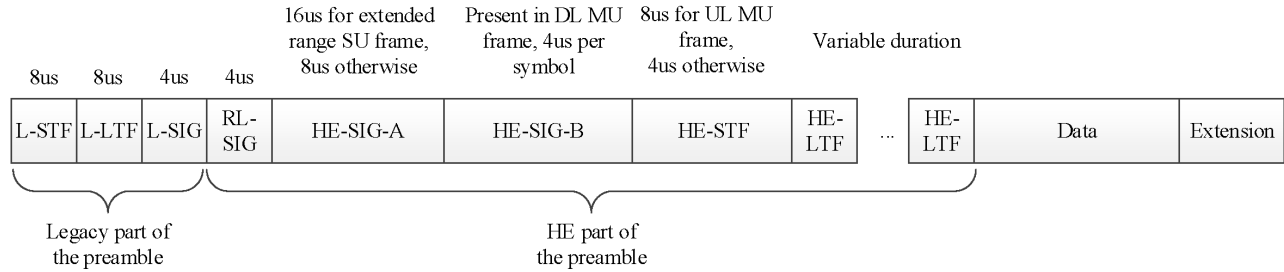 16us for extended
range SU frame,
8us otherwise
Present in DL MU
frame, 4us per
symbol
8us for UL MU
frame,
4us otherwise
Variable duration
8us
8us
4us
4us
L-STF
L-LTF
L-SIG
RL-
SIG
HE-SIG-A
HE-SIG-B
HE-STF
HE-
LTF
...
HE-
LTF
Data
Extension
Legacy part of
the preamble
HE part of
the preamble